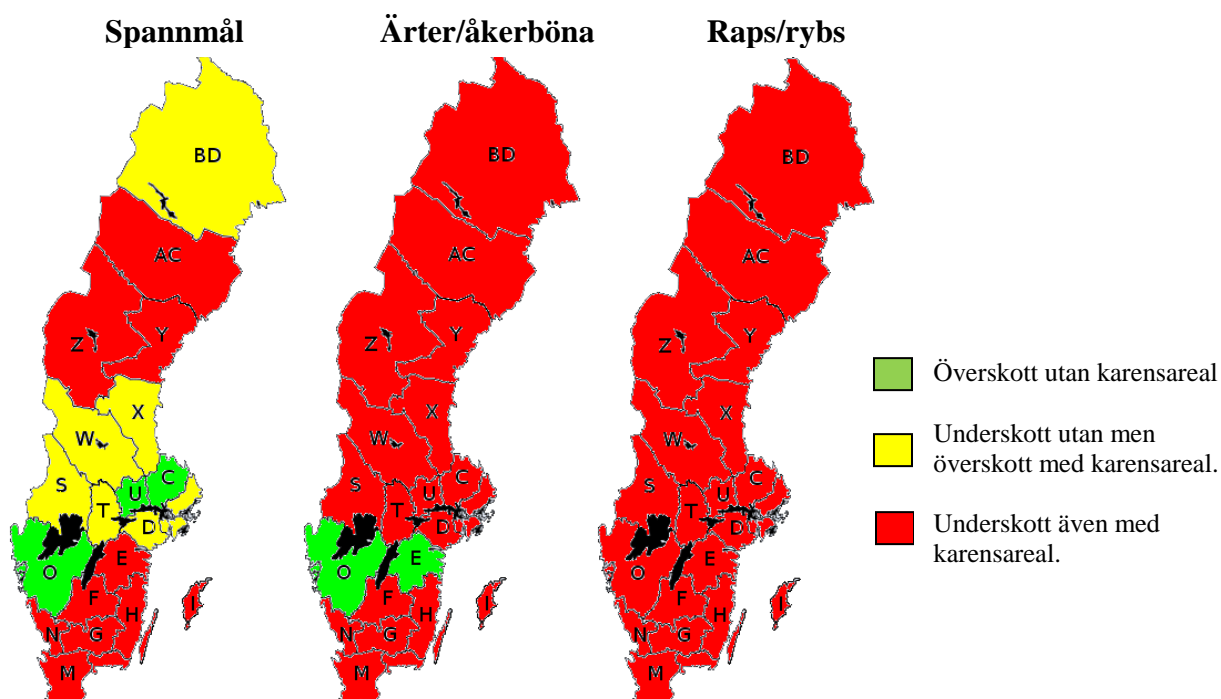 Spannmål
Ärter/åkerböna
Raps/rybs
BD
AC
Z
Y
X
W
S
C
U
T
D
O
E
F
H
I
N
G
M
BD
AC
Z
Y
X
W
S
C
U
T
D
O
E
F
H
I
N
G
M
BD
AC
Z
Y
X
W
S
C
U
T
D
O
E
F
H
I
N
G
M
Överskott utan karensareal
Underskott utan men
överskott med karensareal.
Underskott även med
karensareal.